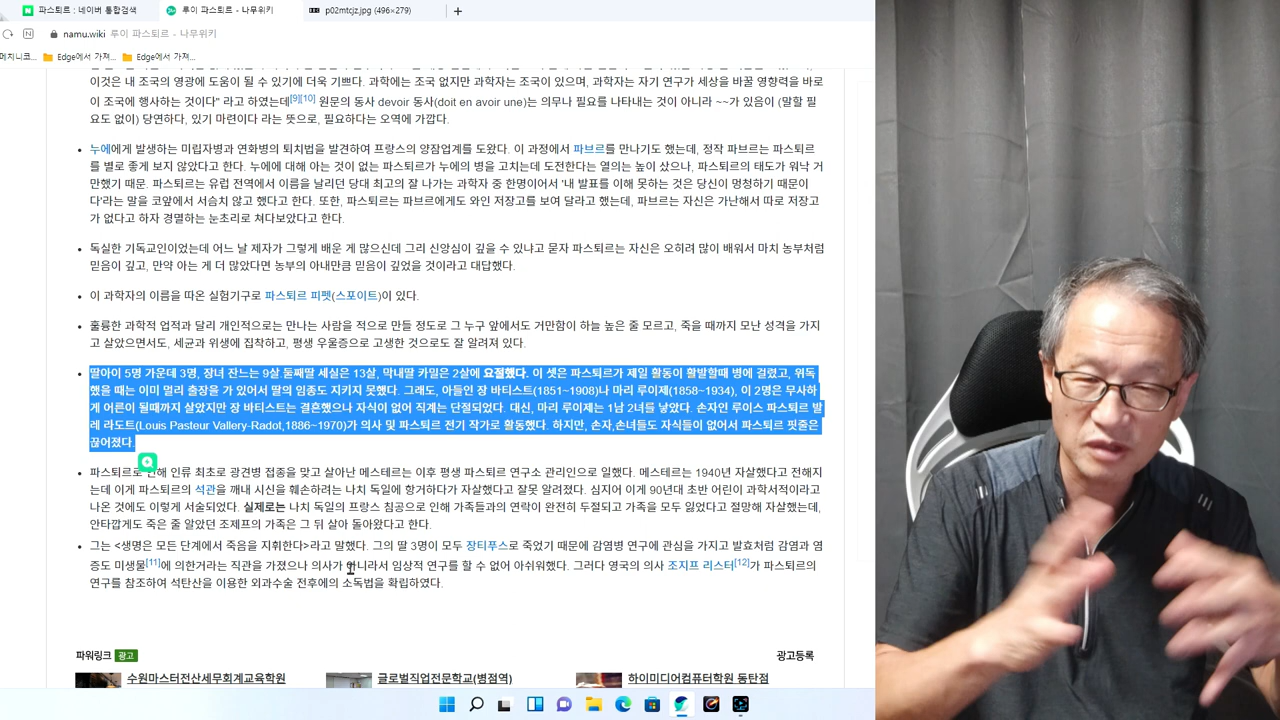 파스퇴르 : 네이버 통합검색
루이 파스퇴르 - 나무위키
p02mtcjz.jpg (496×279)
namu.wiki 루이 파스퇴르 - 나무위키
Edge에서 가져...
Edge에서 가져...
이것은 내 조국의 영광에 도움이 될 수 있기에 더욱 기쁘다. 과학에는 조국 없지만 과학자는 조국이 있으며, 과학자는 자기 연구가 세상을 바꿀 영향력을 바로
이 조국에 행사하는 것이다" 라고 하였는데[9][10] 원문의 동사 devoir 동사(doit en avoir une)는 의무나 필요를 나타내는 것이 아니라 ~~가 있음이 (말할 필
요도 없이) 당연하다, 있기 마련이다 라는 뜻으로, 필요하다는 오역에 가깝다.
누에에게 발생하는 미립자병과 연화병의 퇴치법을 발견하여 프랑스의 양잠업계를 도왔다. 이 과정에서 파브르를 만나기도 했는데, 정작 파브르는 파스퇴르
를 별로 좋게 보지 않았다고 한다. 누에에 대해 아는 것이 없는 파스퇴르가 누에의 병을 고치는데 도전한다는 열의는 높이 샀으나, 파스퇴르의 태도가 워낙 거
만했기 때문. 파스퇴르는 유럽 전역에서 이름을 날리던 당대 최고의 잘 나가는 과학자 중 한명이어서 '내 발표를 이해 못하는 것은 당신이 멍청하기 때문이
다'라는 말을 코앞에서 서슴치 않고 했다고 한다. 또한, 파스퇴르는 파브르에게도 와인 저장고를 보여 달라고 했는데, 파브르는 자신은 가난해서 따로 저장고
가 없다고 하자 경멸하는 눈초리로 쳐다보았다고 한다.
독실한 기독교인이었는데 어느 날 제자가 그렇게 배운 게 많으신데 그리 신앙심이 깊을 수 있냐고 묻자 파스퇴르는 자신은 오히려 많이 배워서 마치 농부처럼
믿음이 깊고, 만약 아는 게 더 많았다면 농부의 아내만큼 믿음이 깊었을 것이라고 대답했다.
이 과학자의 이름을 따온 실험기구로 파스퇴르 피펫(스포이트)이 있다.
훌륭한 과학적 업적과 달리 개인적으로는 만나는 사람을 적으로 만들 정도로 그 누구 앞에서도 거만함이 하늘 높은 줄 모르고, 죽을 때까지 모난 성격을 가지
고 살았으면서도, 세균과 위생에 집착하고, 평생 우울증으로 고생한 것으로도 잘 알려져 있다.
딸아이 5명 가운데 3명, 장녀 잔느는 9살 둘째딸 세실은 13살, 막내딸 카밀은 2살에 요절했다. 이 셋은 파스퇴르가 제일 활동이 활발할때 병에 걸렸고, 위독
했을 때는 이미 멀리 출장을 가 있어서 딸의 임종도 지키지 못했다. 그래도, 아들인 장 바티스트(1851~1908)나 마리 루이제(1858~1934), 이 2명은 무사하
게 어른이 될때까지 살았지만 장 바티스트는 결혼했으나 자식이 없어 직계는 단절되었다. 대신, 마리 루이제는 1남 2녀를 낳았다. 손자인 루이스 파스퇴르 발
레 라도트(Louis Pasteur Vallery-Radot,1886~1970)가 의사 및 파스퇴르 전기 작가로 활동했다. 하지만, 손자,손녀들도 자식들이 없어서 파스퇴르 핏줄은
끊어졌다.
파스퇴르로 인해 인류 최초로 광견병 접종을 맞고 살아난 메스테르는 이후 평생 파스퇴르 연구소 관리인으로 일했다. 메스테르는 1940년 자살했다고 전해지
는데 이게 파스퇴르의 석관을 깨내 시신을 훼손하려는 나치 독일에 항거하다가 자살했다고 잘못 알려졌다. 심지어 이게 90년대 초반 어린이 과학서적이라고
나온 것에도 이렇게 서술되었다. 실제로는 나치 독일의 프랑스 침공으로 인해 가족들과의 연락이 완전히 두절되고 가족을 모두 잃었다고 절망해 자살했는데,
안타깝게도 죽은 줄 알았던 조제프의 가족은 그 뒤 살아 돌아왔다고 한다.
그는 <생명은 모든 단계에서 죽음을 지휘한다>라고 말했다. 그의 딸 3명이 모두 장티푸스로 죽었기 때문에 감염병 연구에 관심을 가지고 발효처럼 감염과 염
증도 미생물[11]에 의한거라는 직관을 가졌으나 의사가 아니라서 임상적 연구를 할 수 없어 아쉬워했다. 그러다 영국의 의사 조지프 리스터[12]가 파스퇴르의
연구를 참조하여 석탄산을 이용한 외과수술 전후에의 소독법을 확립하였다.
파워링크 광고
광고등록
수원마스터전산세무회계교육학원
글로벌직업전문학교(병점역)
하이미디어컴퓨터학원 동탄점